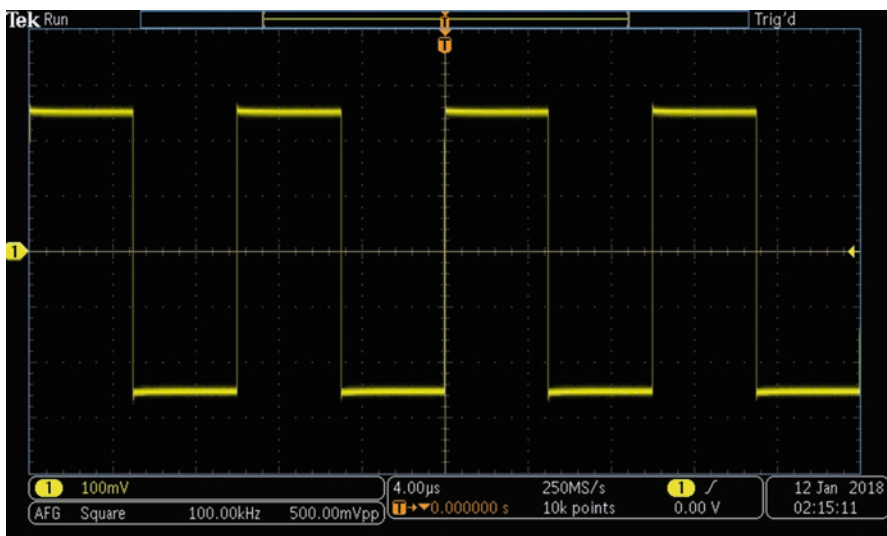 Tek Run Trig'd
T
T
1
1 100mV 4.00µs 250MS/s 1 12 Jan 2018
AFG Square 100.00kHz 500.00mVpp T→▼0.000000 s 10k points 0.00 V 02:15:11